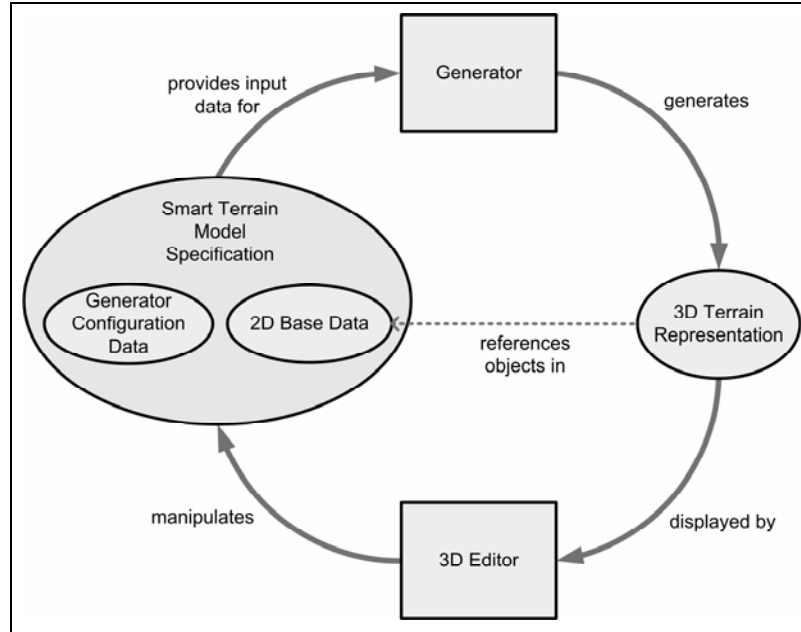 Generator
provides input
data for
generates
Smart Terrain
Model
Specification
Generator
Configuration
Data
2D Base Data
3D Terrain
Representation
references
objects in
manipulates
displayed by
3D Editor